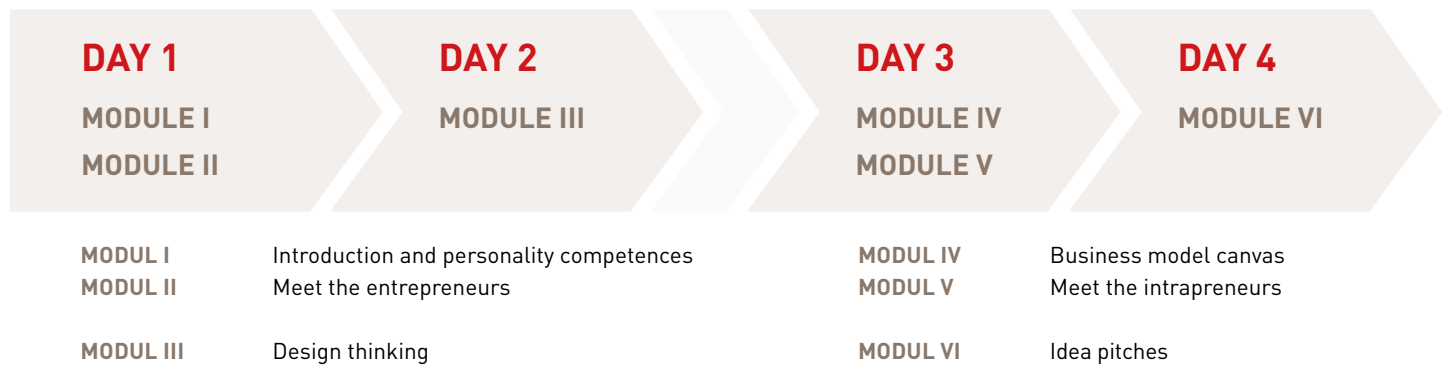 DAY 1
MODULE I
MODULE II
DAY 2
MODULE III
DAY 3
MODULE IV
MODULE V
DAY 4
MODULE VI
MODUL I Introduction and personality competences
MODUL II Meet the entrepreneurs
MODUL III Design thinking
MODUL IV Business model canvas
MODUL V Meet the intrapreneurs
MODUL VI Idea pitches